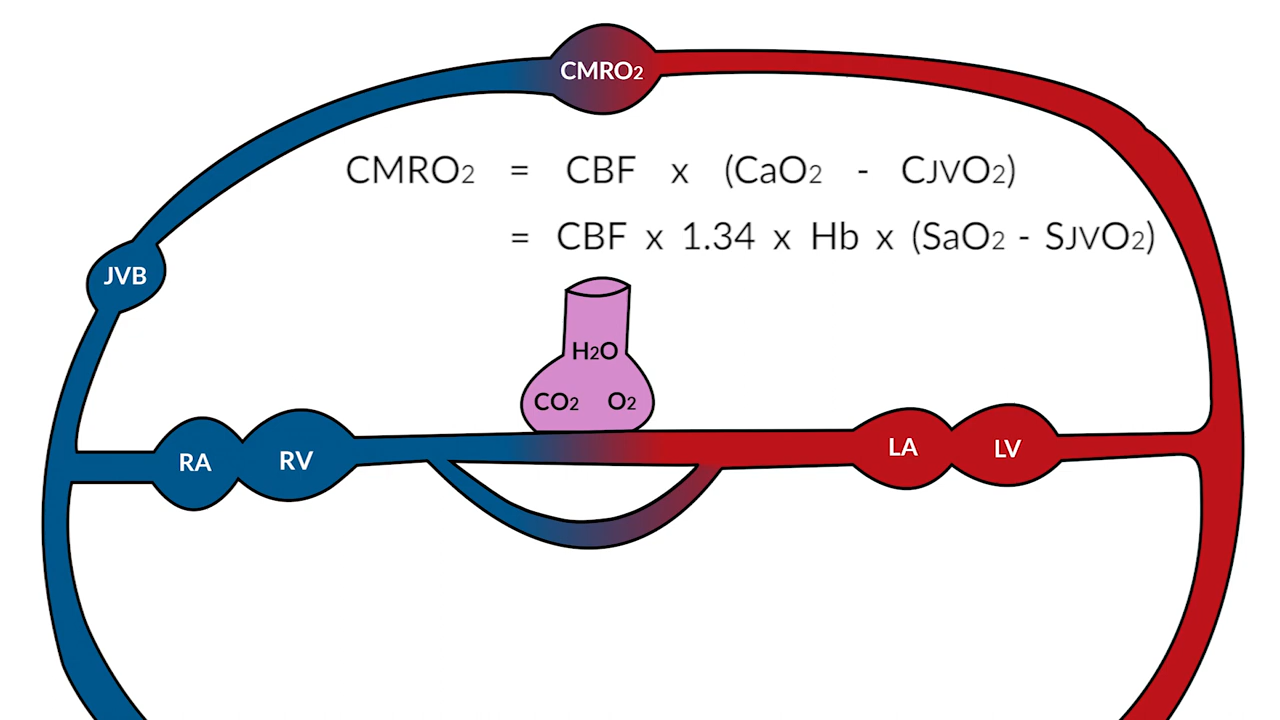 CMRO2
CMRO2 = CBF x (CaO2 - CJVO2)
= CBF x 1.34 x Hb x (SaO2 - SJVO2)
JVB
H2O
CO2 O2
RA RV LA LV